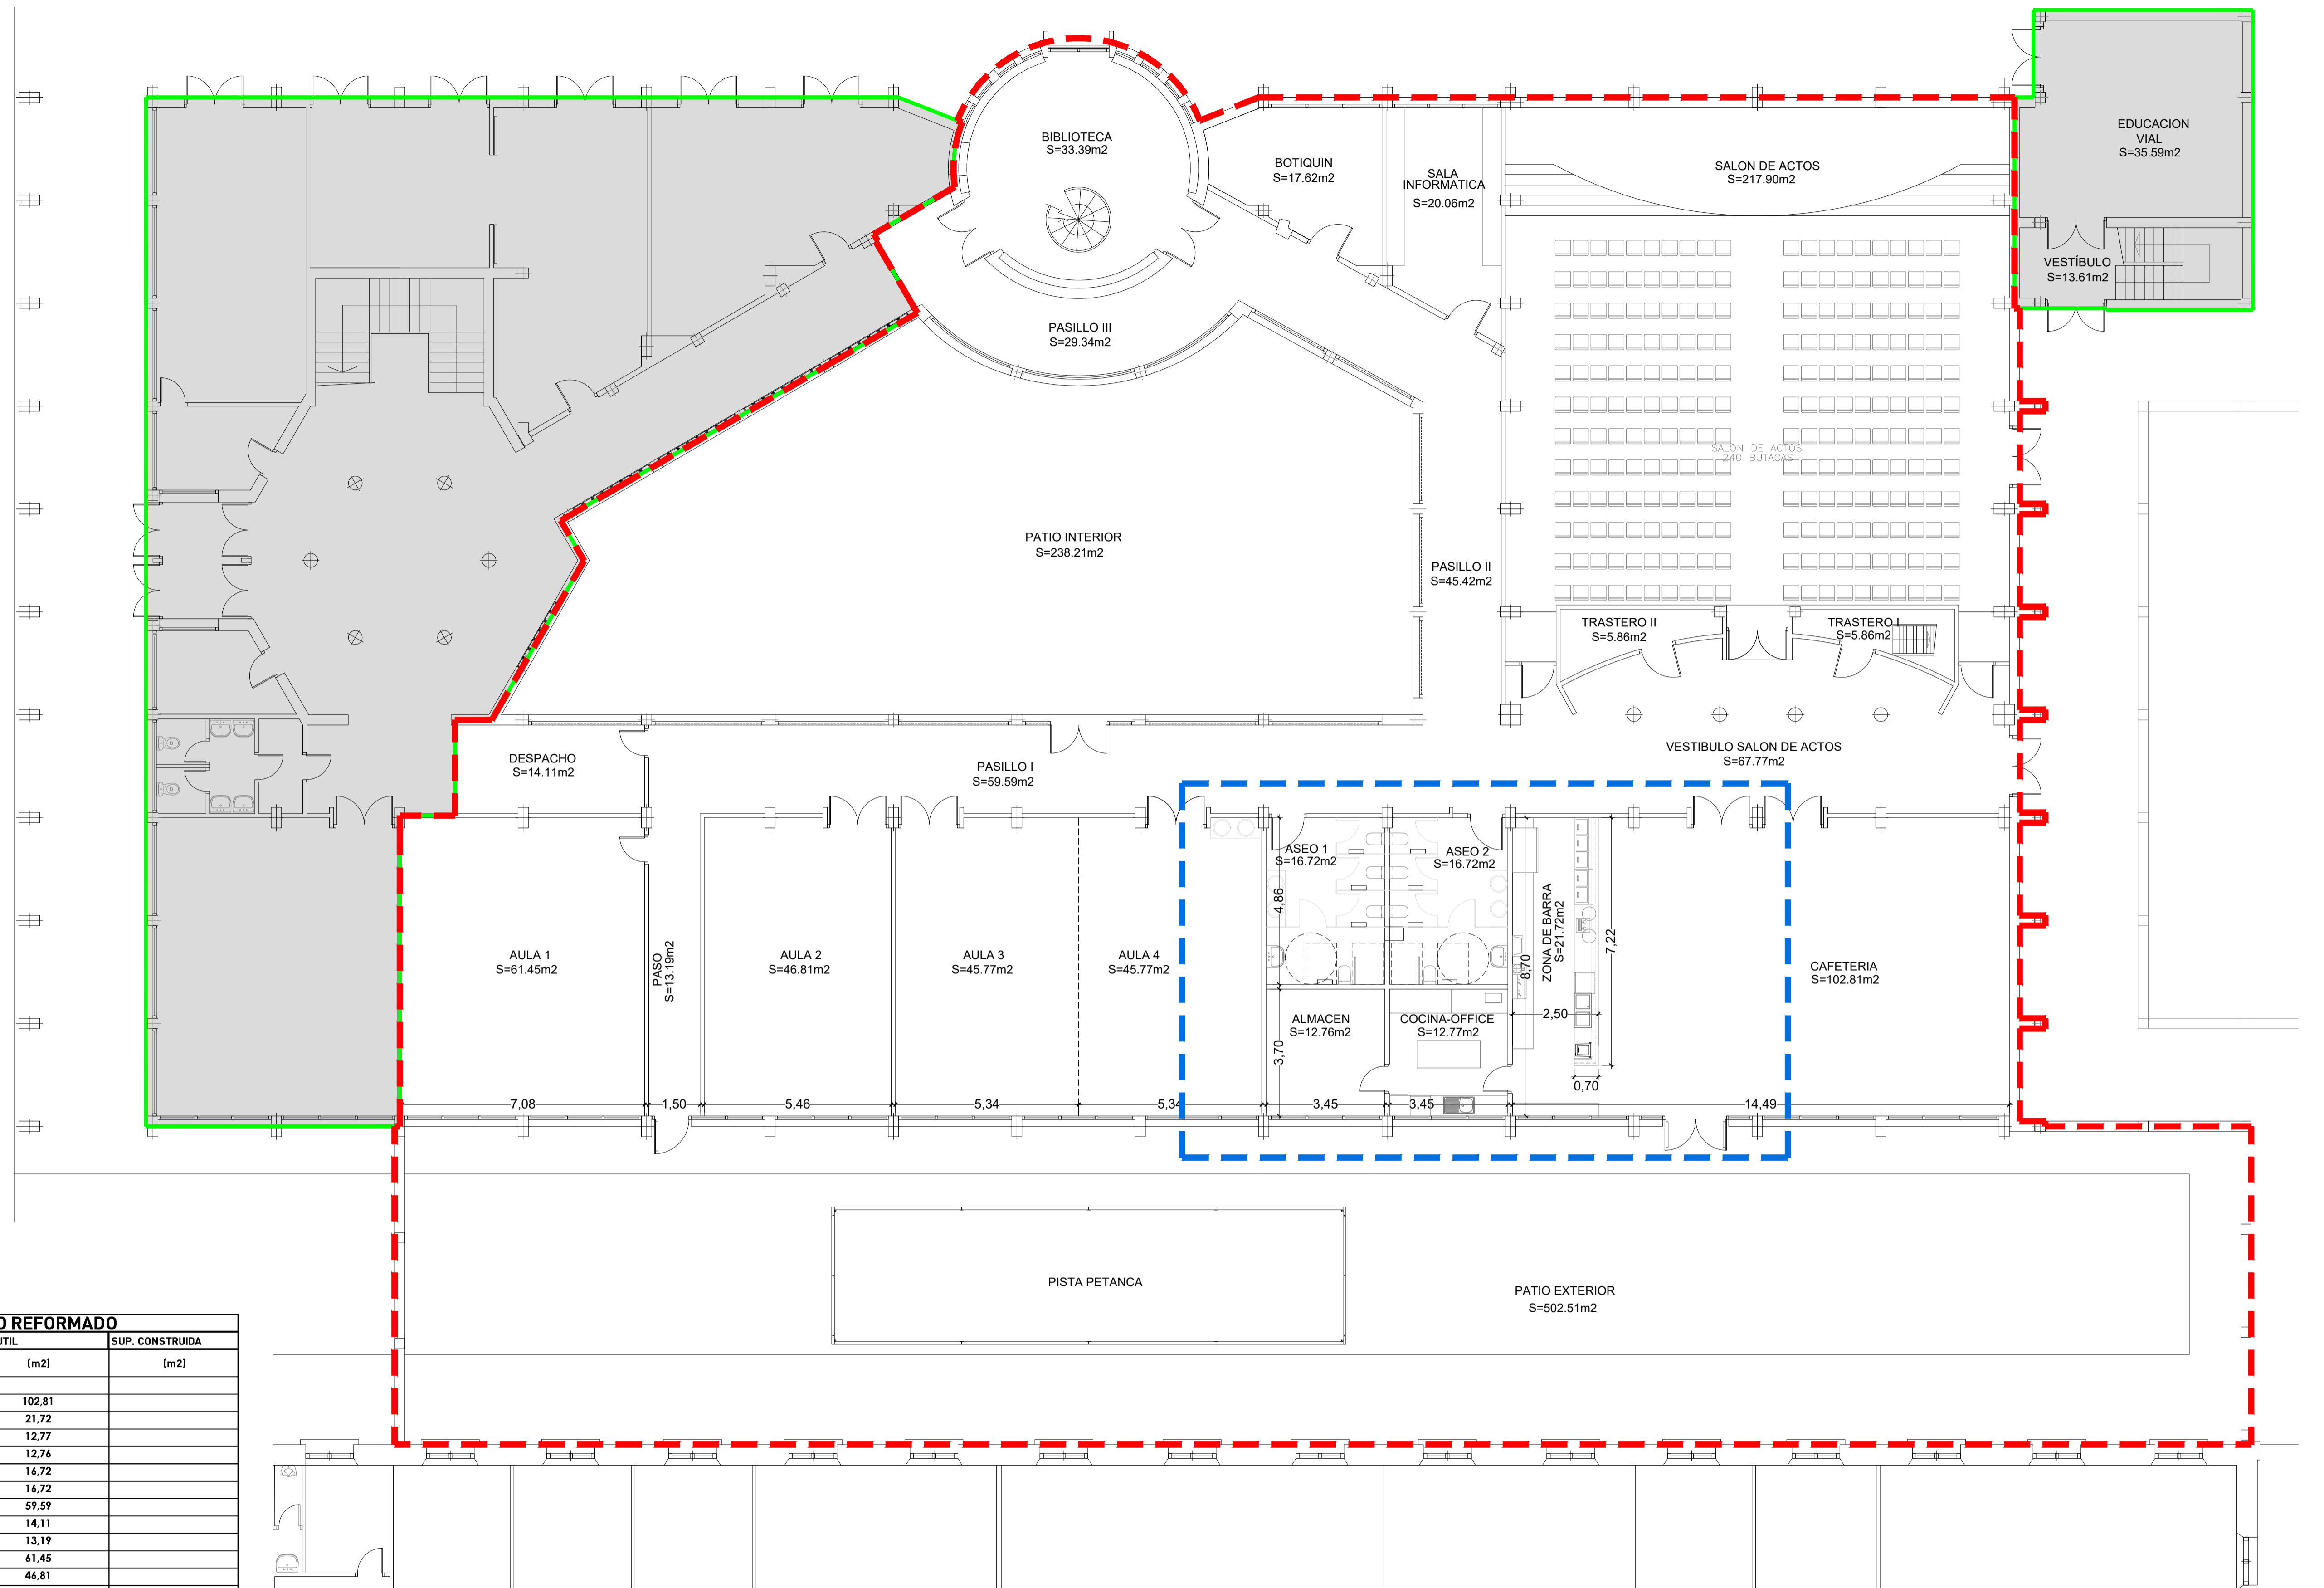 BIBLIOTECA
S=33.39m2
BOTIQUIN
S=17.62m2
SALA
INFORMATICA
S=20.06m2
SALON DE ACTOS
S=217.90m2
EDUCACION
VIAL
S=35.59m2
VESTÍBULO
S=13.61m2
PASILLO III
S=29.34m2
SALON DE ACTOS
240 BUTACAS
PATIO INTERIOR
S=238.21m2
PASILLO II
S=45.42m2
TRASTERO II
S=5.86m2
TRASTERO I
S=5.86m2
VESTIBULO SALON DE ACTOS
S=67.77m2
DESPACHO
S=14.11m2
PASILLO I
S=59.59m2
ASEO 1
S=16.72m2
ASEO 2
S=16.72m2
4,86
ZONA DE BARRA
S=21.72m2
8,70
7,22
AULA 1
S=61.45m2
PASO
S=13.19m2
AULA 2
S=46.81m2
AULA 3
S=45.77m2
AULA 4
S=45.77m2
CAFETERIA
S=102.81m2
ALMACEN
S=12.76m2
COCINA-OFFICE
S=12.77m2
2,50
3,70
0,70
7,08
1,50
5,46
5,34
5,34
3,45
3,45
14,49
PISTA PETANCA
PATIO EXTERIOR
S=502.51m2
O REFORMADO
UTIL SUP. CONSTRUIDA
(m2) (m2)
102,81
21,72
12,77
12,76
16,72
16,72
59,59
14,11
13,19
61,45
46,81